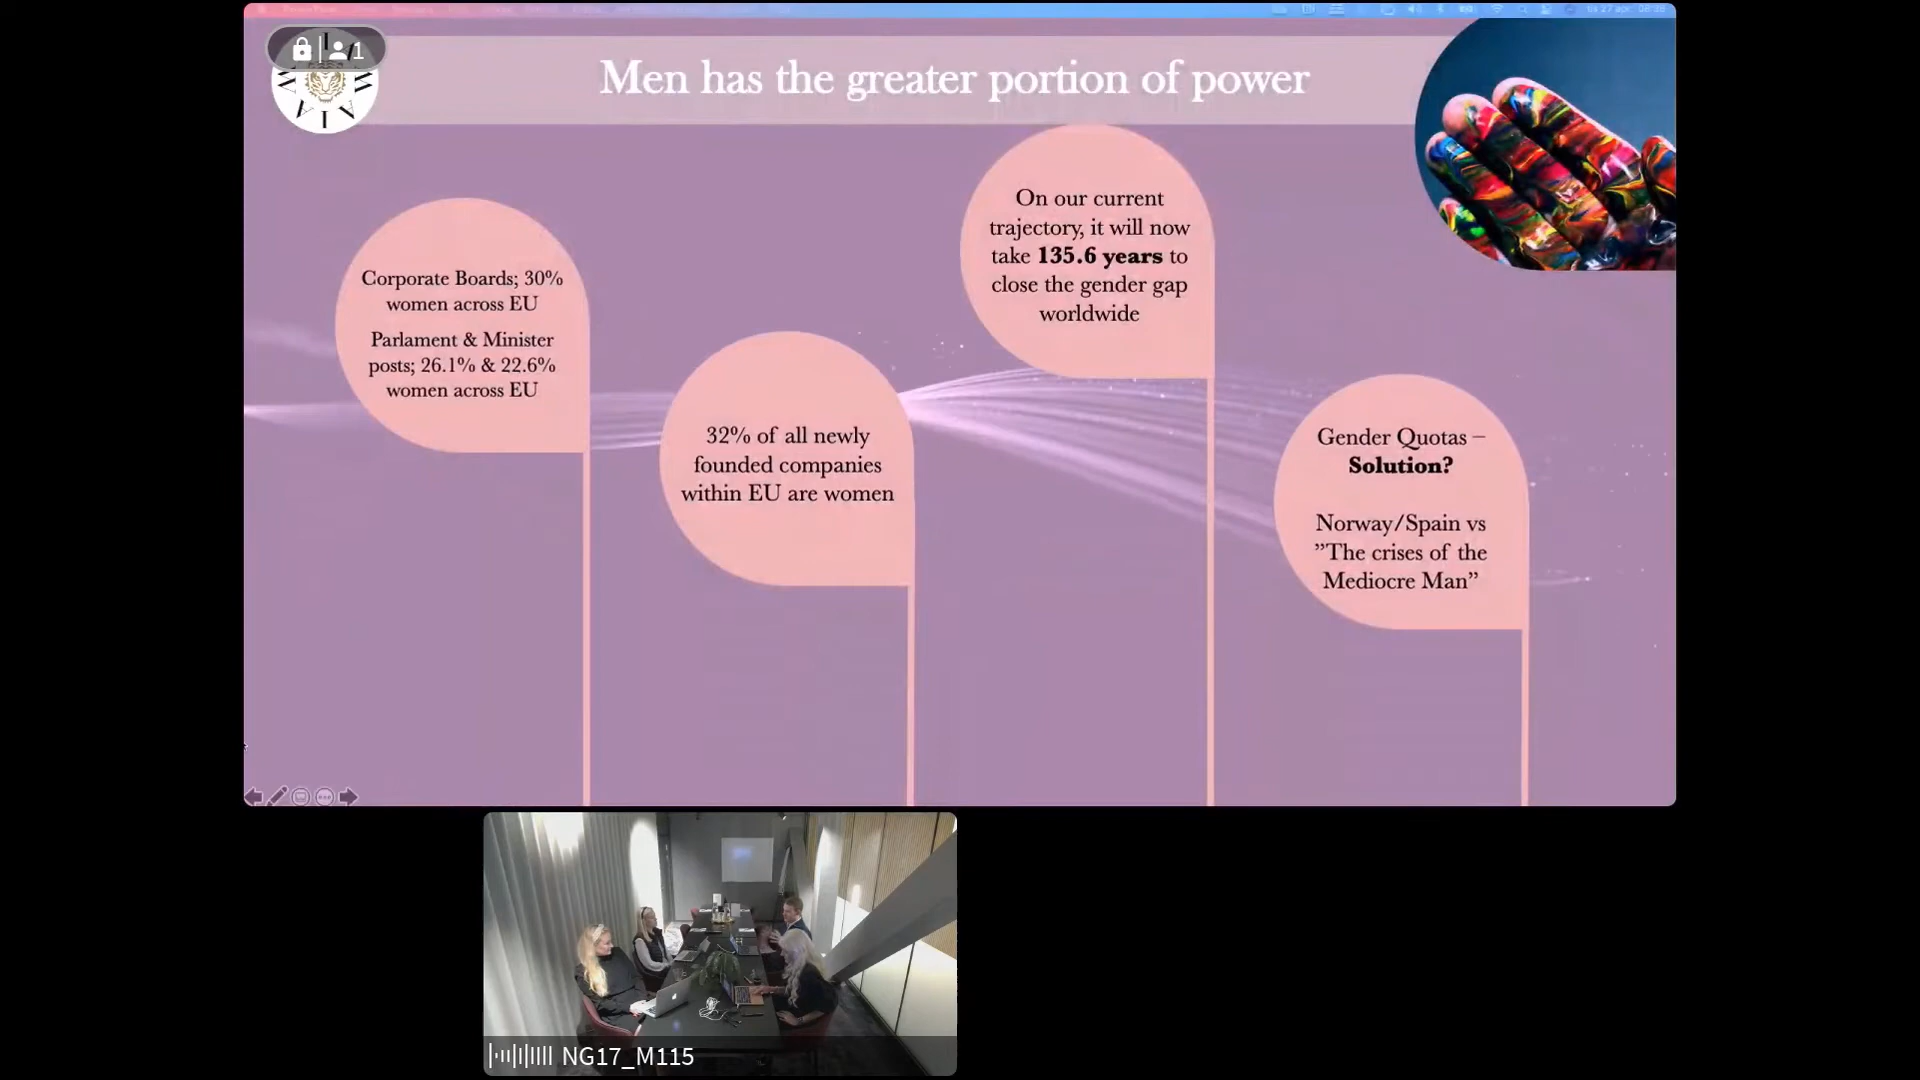 1
Men has the greater portion of power
Corporate Boards; 30%
women across EU
Parlament & Minister
posts; 26.1% & 22.6%
women across EU
32% of all newly
founded companies
within EU are women
On our current
trajectory, it will now
take 135.6 years to
close the gender gap
worldwide
Gender Quotas –
Solution?
Norway/Spain vs
”The crises of the
Mediocre Man”
NG17_M115